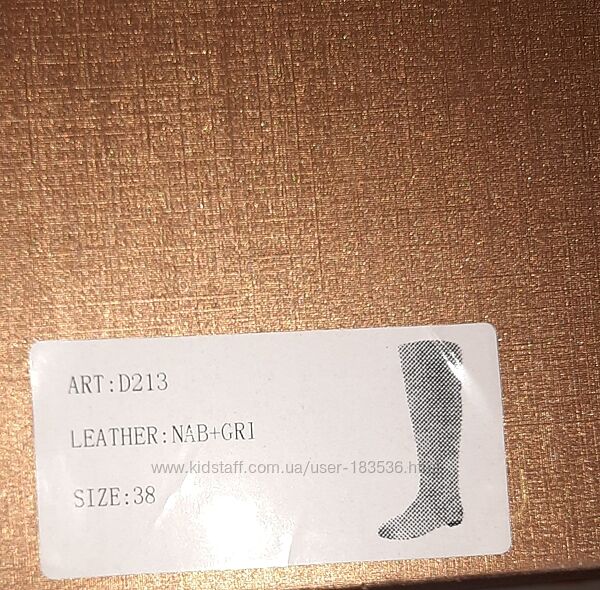 ART:D213
LEATHER:NAB+GRI
www.kidstaff.com.ua/user-183536.html
SIZE:38